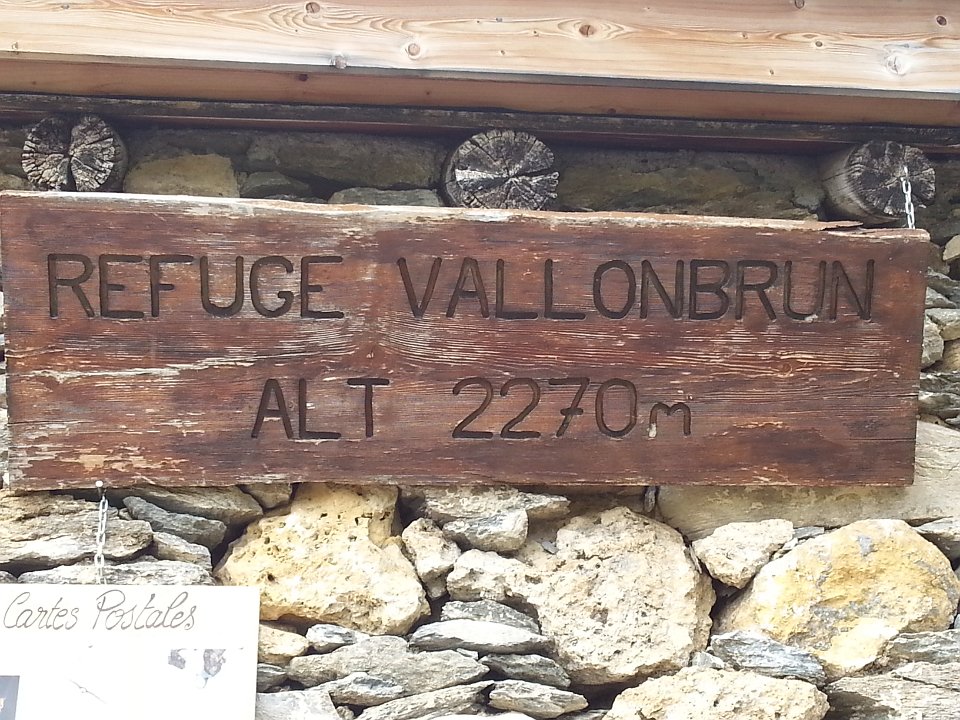 REFUGE VALLONBRUN
ALT 2270m
Cartes Postales